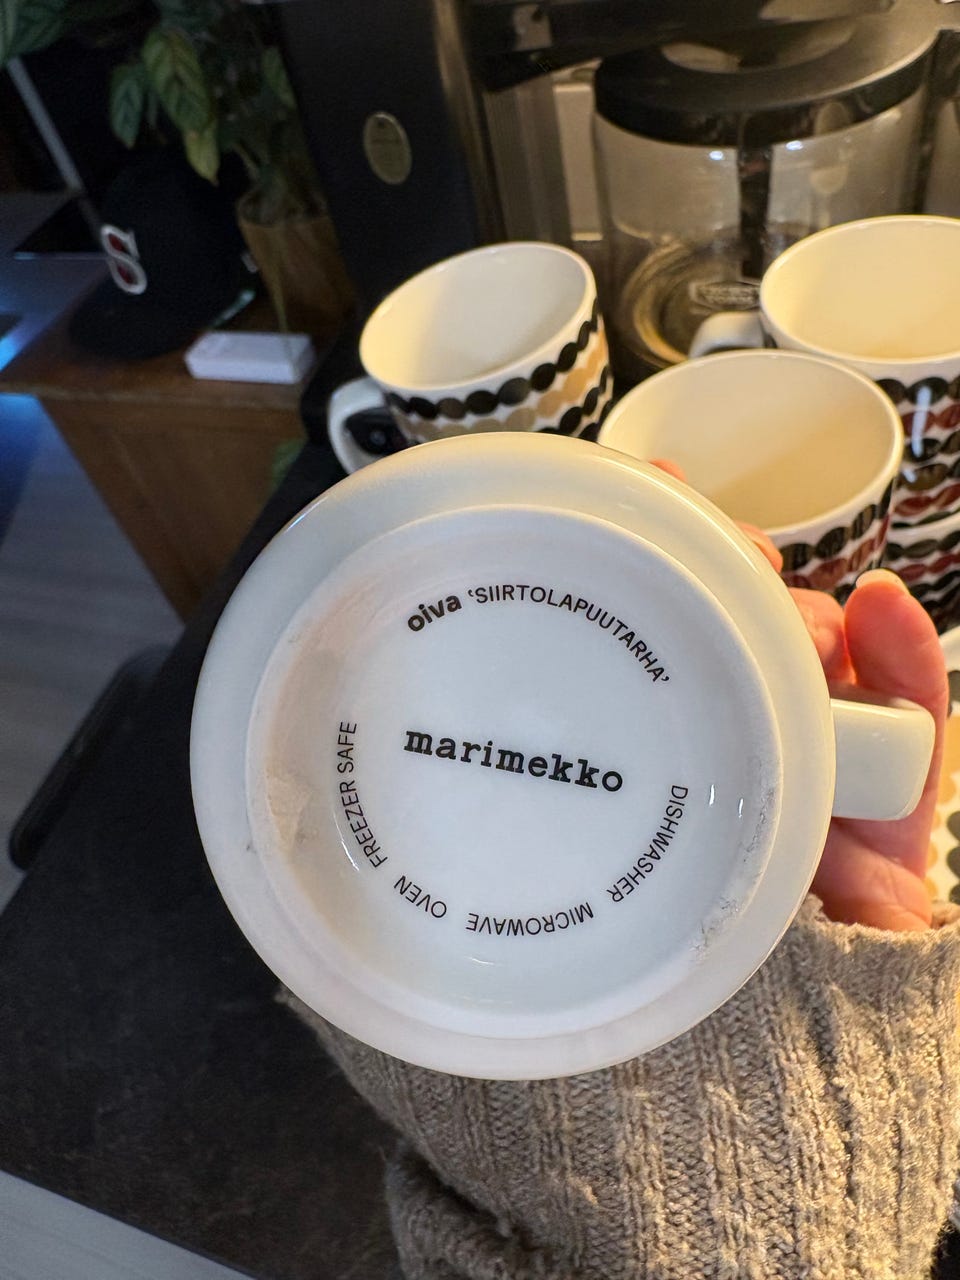 oiva ‘SIIRTOLAPUUTARHA’
marimekko
DISHWASHER MICROWAVE OVEN FREEZER SAFE
S